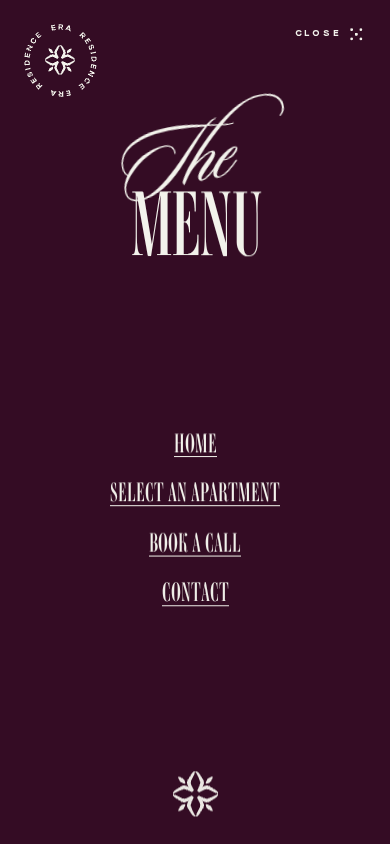 ERA RESIDENCE ERA RESIDENCE
CLOSE
The
MENU
HOME
SELECT AN APARTMENT
BOOK A CALL
CONTACT